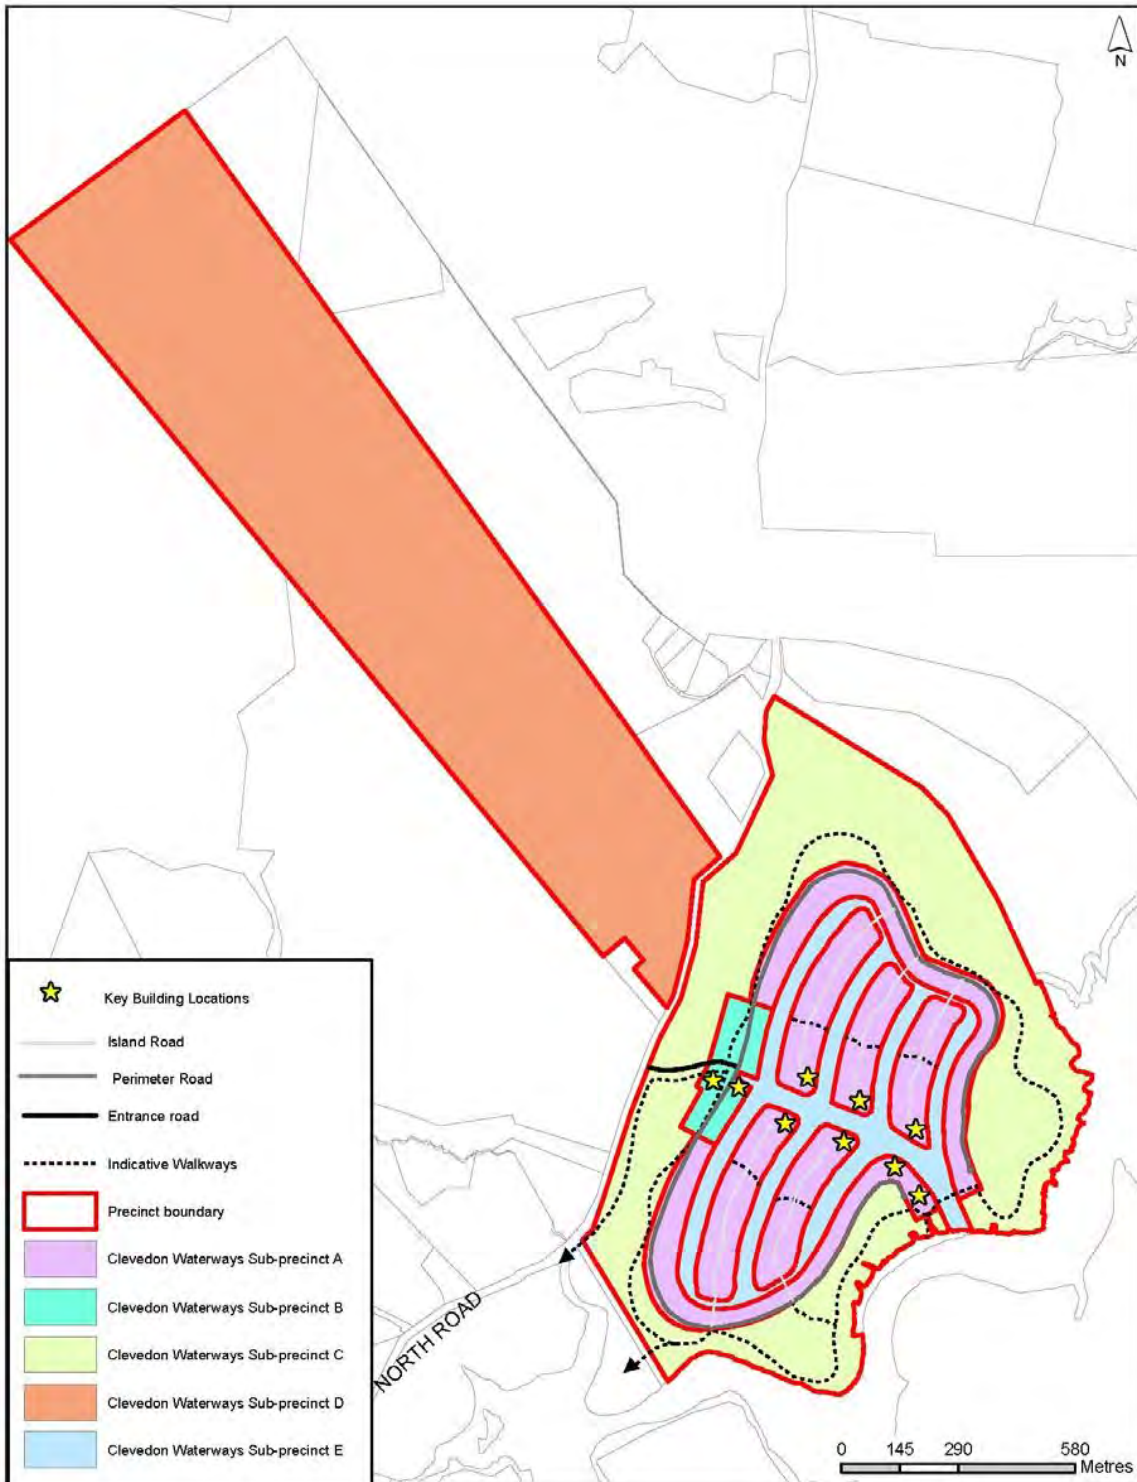 N
NORTH ROAD
Key Building Locations
Island Road
Perimeter Road
Entrance road
Indicative Walkways
Precinct boundary
Clevedon Waterways Sub-precinct A
Clevedon Waterways Sub-precinct B
Clevedon Waterways Sub-precinct C
Clevedon Waterways Sub-precinct D
Clevedon Waterways Sub-precinct E
0 145 290 580
Metres